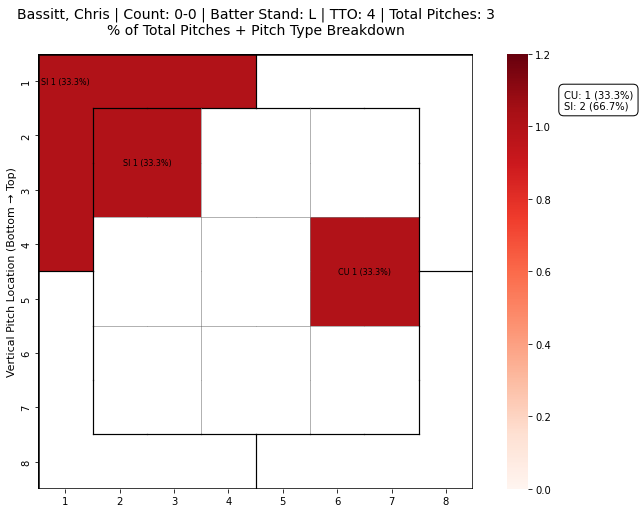 Bassitt, Chris | Count: 0-0 | Batter Stand: L | TTO: 4 | Total Pitches: 3
% of Total Pitches + Pitch Type Breakdown
Vertical Pitch Location (Bottom → Top)
1
2
3
4
5
6
7
8
SI 1 (33.3%)
SI 1 (33.3%)
CU 1 (33.3%)
1 2 3 4 5 6 7 8
1.2
1.0
0.8
0.6
0.4
0.2
0.0
CU: 1 (33.3%)
SI: 2 (66.7%)